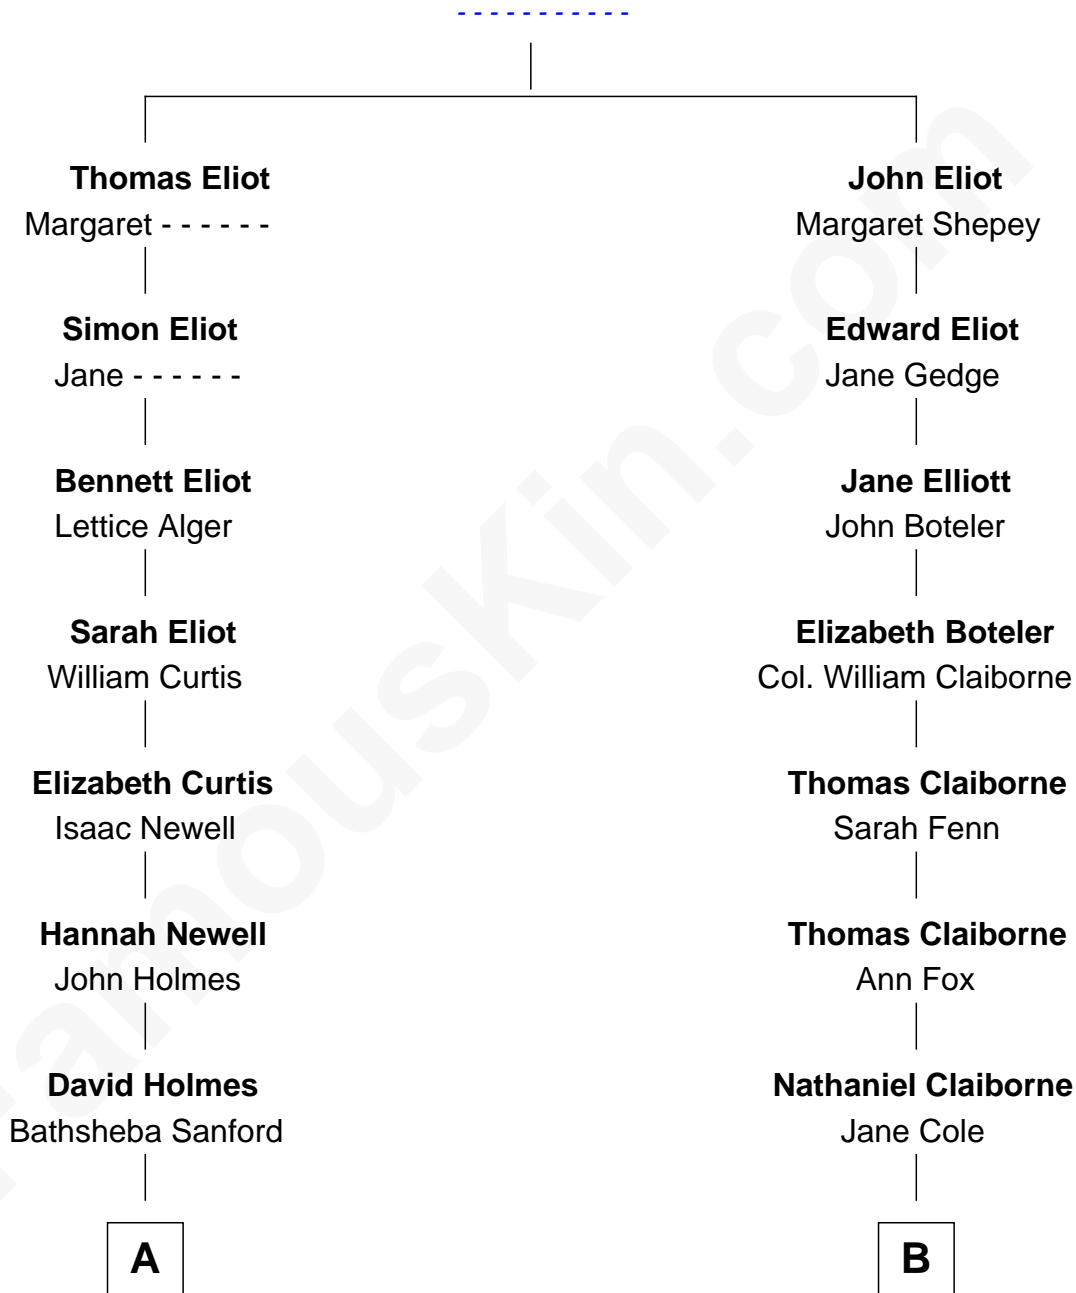 - - - - - - - - - - -
Thomas Eliot
Margaret - - - - - -
John Eliot
Margaret Shepey
Simon Eliot
Jane - - - - - -
Edward Eliot
Jane Gedge
Bennett Eliot
Lettice Alger
Jane Elliott
John Boteler
Sarah Eliot
William Curtis
Elizabeth Boteler
Col. William Claiborne
Elizabeth Curtis
Isaac Newell
Thomas Claiborne
Sarah Fenn
Hannah Newell
John Holmes
Thomas Claiborne
Ann Fox
David Holmes
Bathsheba Sanford
Nathaniel Claiborne
Jane Cole
A
B
FamousKin.com